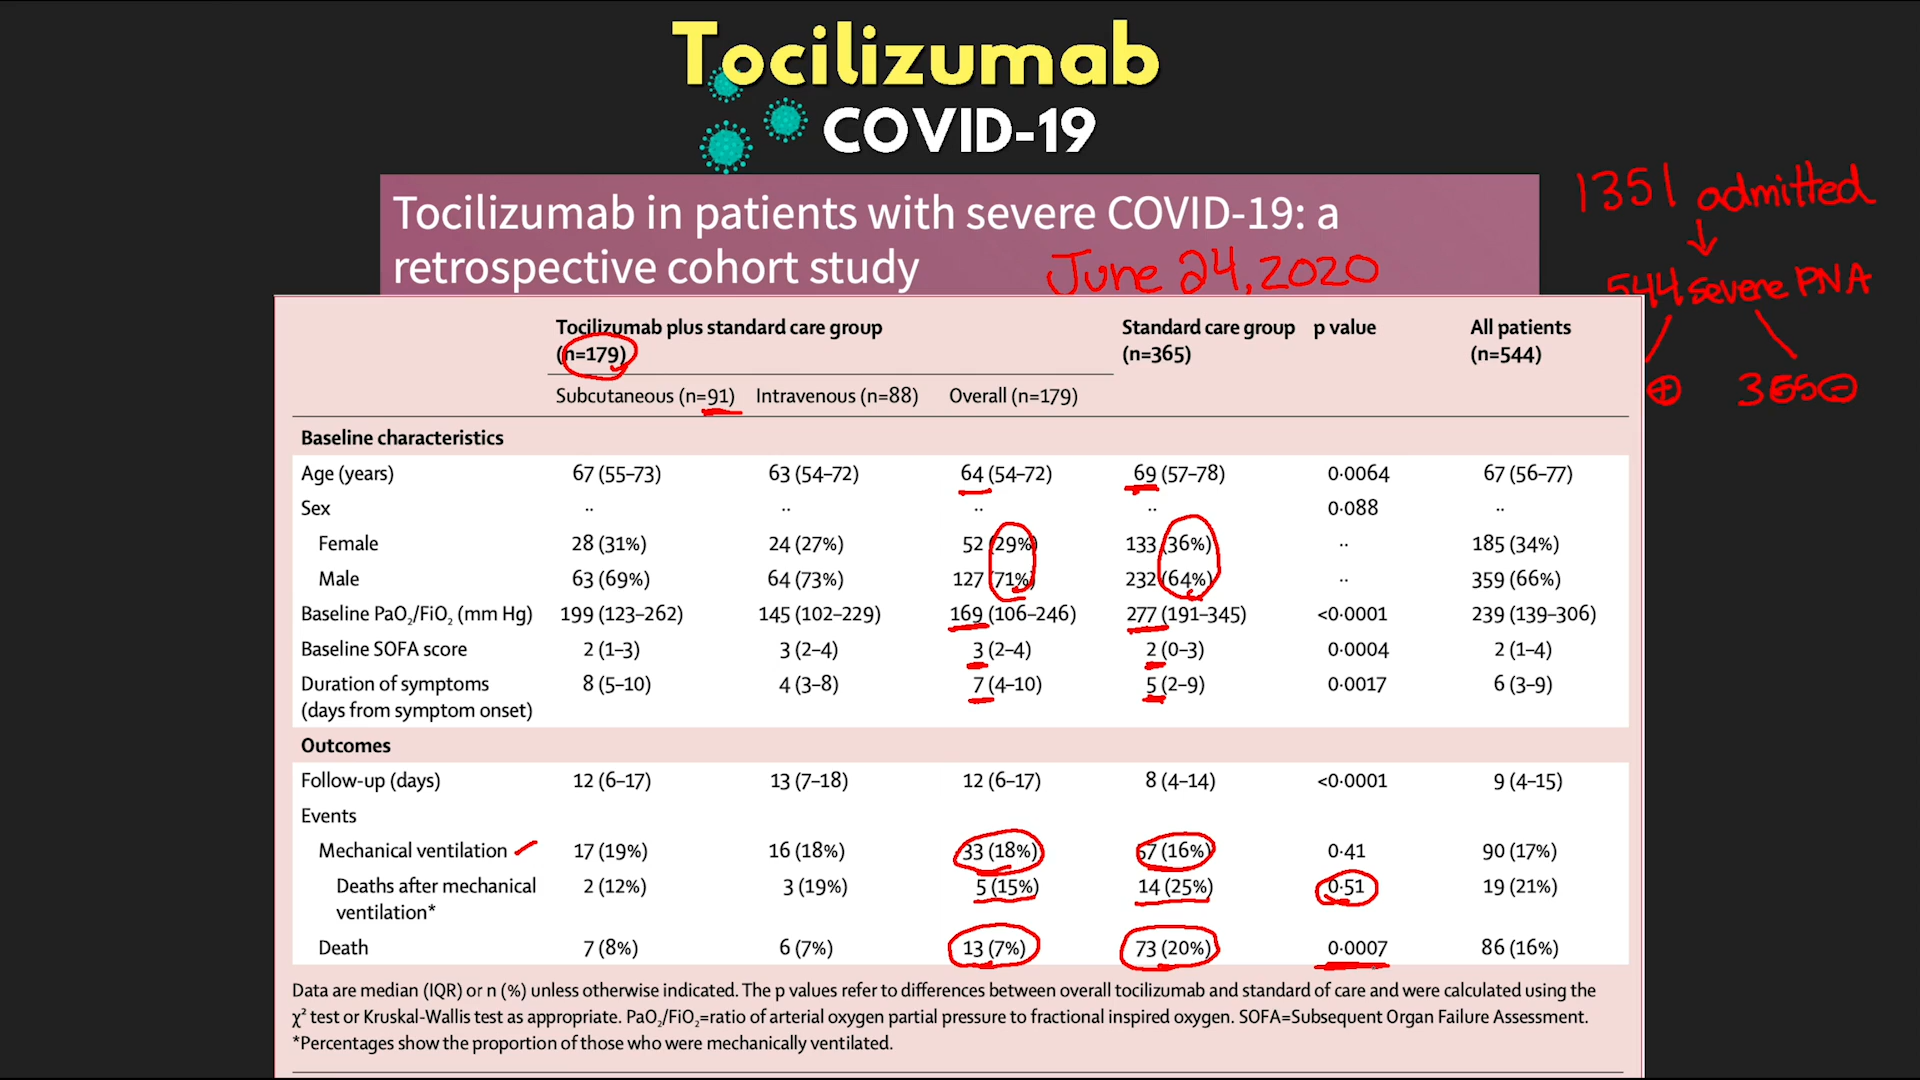 Tocilizumab
COVID-19
Tocilizumab in patients with severe COVID-19: a
retrospective cohort study
June 24, 2020
1351 admitted
544 severe PNA
⊕ 365⊖
Tocilizumab plus standard care group Standard care group p value All patients
(n=179) (n=365) (n=544)
Subcutaneous (n=91) Intravenous (n=88) Overall (n=179)
Baseline characteristics
Age (years) 67 (55–73) 63 (54–72) 64 (54–72) 69 (57–78) 0·0064 67 (56–77)
Sex ·· ·· ·· ·· 0·088 ··
Female 28 (31%) 24 (27%) 52 (29%) 133 (36%) ·· 185 (34%)
Male 63 (69%) 64 (73%) 127 (71%) 232 (64%) ·· 359 (66%)
Baseline PaO₂/FiO₂ (mm Hg) 199 (123–262) 145 (102–229) 169 (106–246) 277 (191–345) <0·0001 239 (139–306)
Baseline SOFA score 2 (1–3) 3 (2–4) 3 (2–4) 2 (0–3) 0·0004 2 (1–4)
Duration of symptoms 8 (5–10) 4 (3–8) 7 (4–10) 5 (2–9) 0·0017 6 (3–9)
(days from symptom onset)
Outcomes
Follow-up (days) 12 (6–17) 13 (7–18) 12 (6–17) 8 (4–14) <0·0001 9 (4–15)
Events
Mechanical ventilation 17 (19%) 16 (18%) 33 (18%) 57 (16%) 0·41 90 (17%)
Deaths after mechanical 2 (12%) 3 (19%) 5 (15%) 14 (25%) 0·51 19 (21%)
ventilation*
Death 7 (8%) 6 (7%) 13 (7%) 73 (20%) 0·0007 86 (16%)
Data are median (IQR) or n (%) unless otherwise indicated. The p values refer to differences between overall tocilizumab and standard of care and were calculated using the
χ² test or Kruskal-Wallis test as appropriate. PaO₂/FiO₂=ratio of arterial oxygen partial pressure to fractional inspired oxygen. SOFA=Subsequent Organ Failure Assessment.
*Percentages show the proportion of those who were mechanically ventilated.